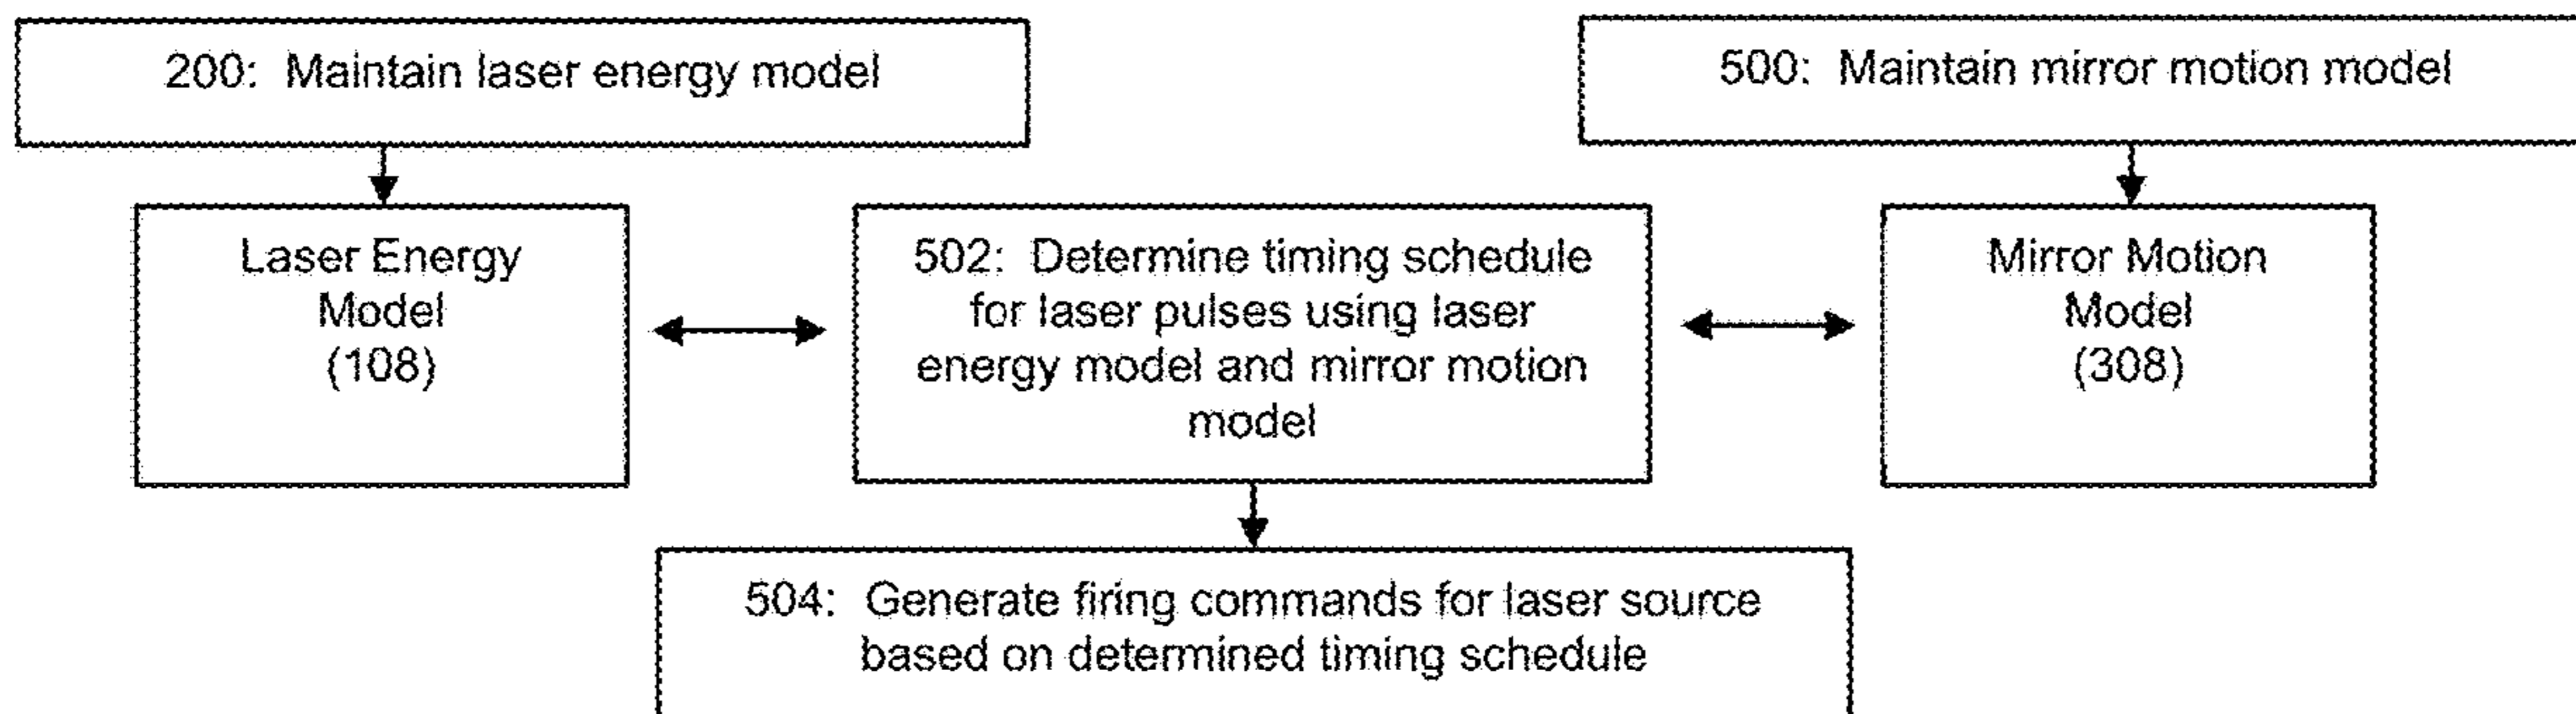 200: Maintain laser energy model
500: Maintain mirror motion model
Laser Energy
Model
(108)
502: Determine timing schedule
for laser pulses using laser
energy model and mirror motion
model
Mirror Motion
Model
(308)
504: Generate firing commands for laser source
based on determined timing schedule